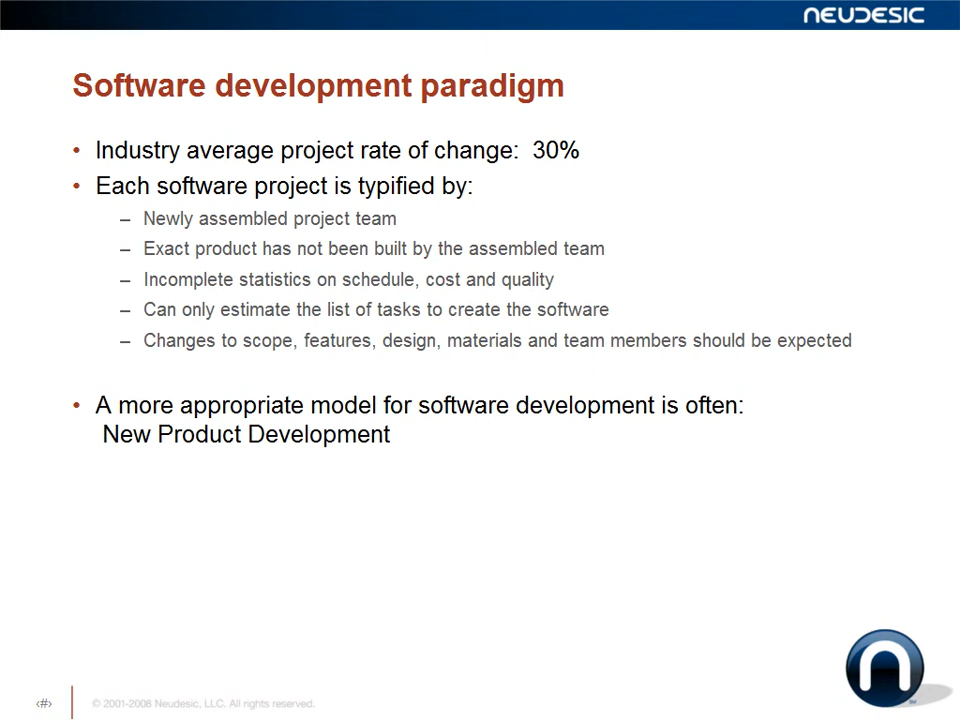 NEUDESIC
Software development paradigm
• Industry average project rate of change: 30%
• Each software project is typified by:
– Newly assembled project team
– Exact product has not been built by the assembled team
– Incomplete statistics on schedule, cost and quality
– Can only estimate the list of tasks to create the software
– Changes to scope, features, design, materials and team members should be expected
• A more appropriate model for software development is often:
New Product Development
n
SM
‹#›
© 2001-2008 Neudesic, LLC. All rights reserved.